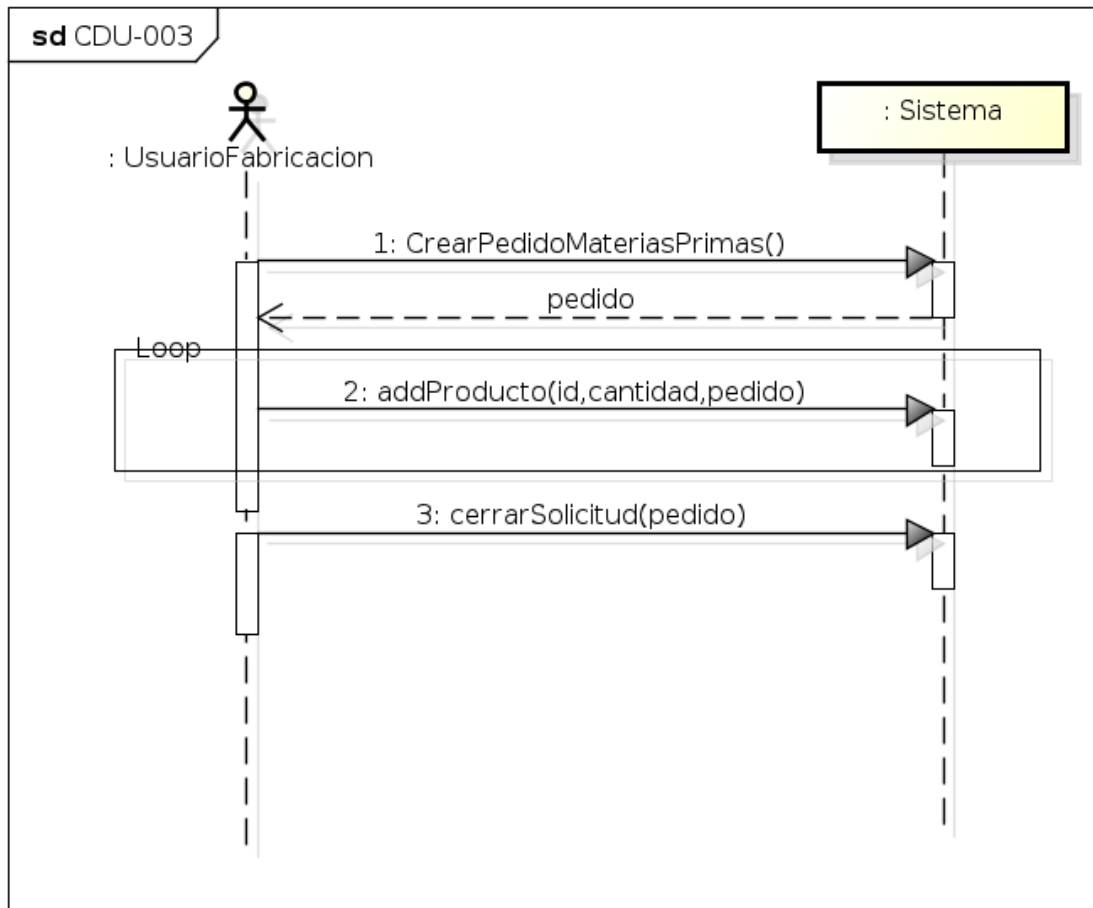 sd CDU-003
: UsuarioFabricacion
: Sistema
1: CrearPedidoMateriasPrimas()
pedido
Loop
2: addProducto(id,cantidad,pedido)
3: cerrarSolicitud(pedido)